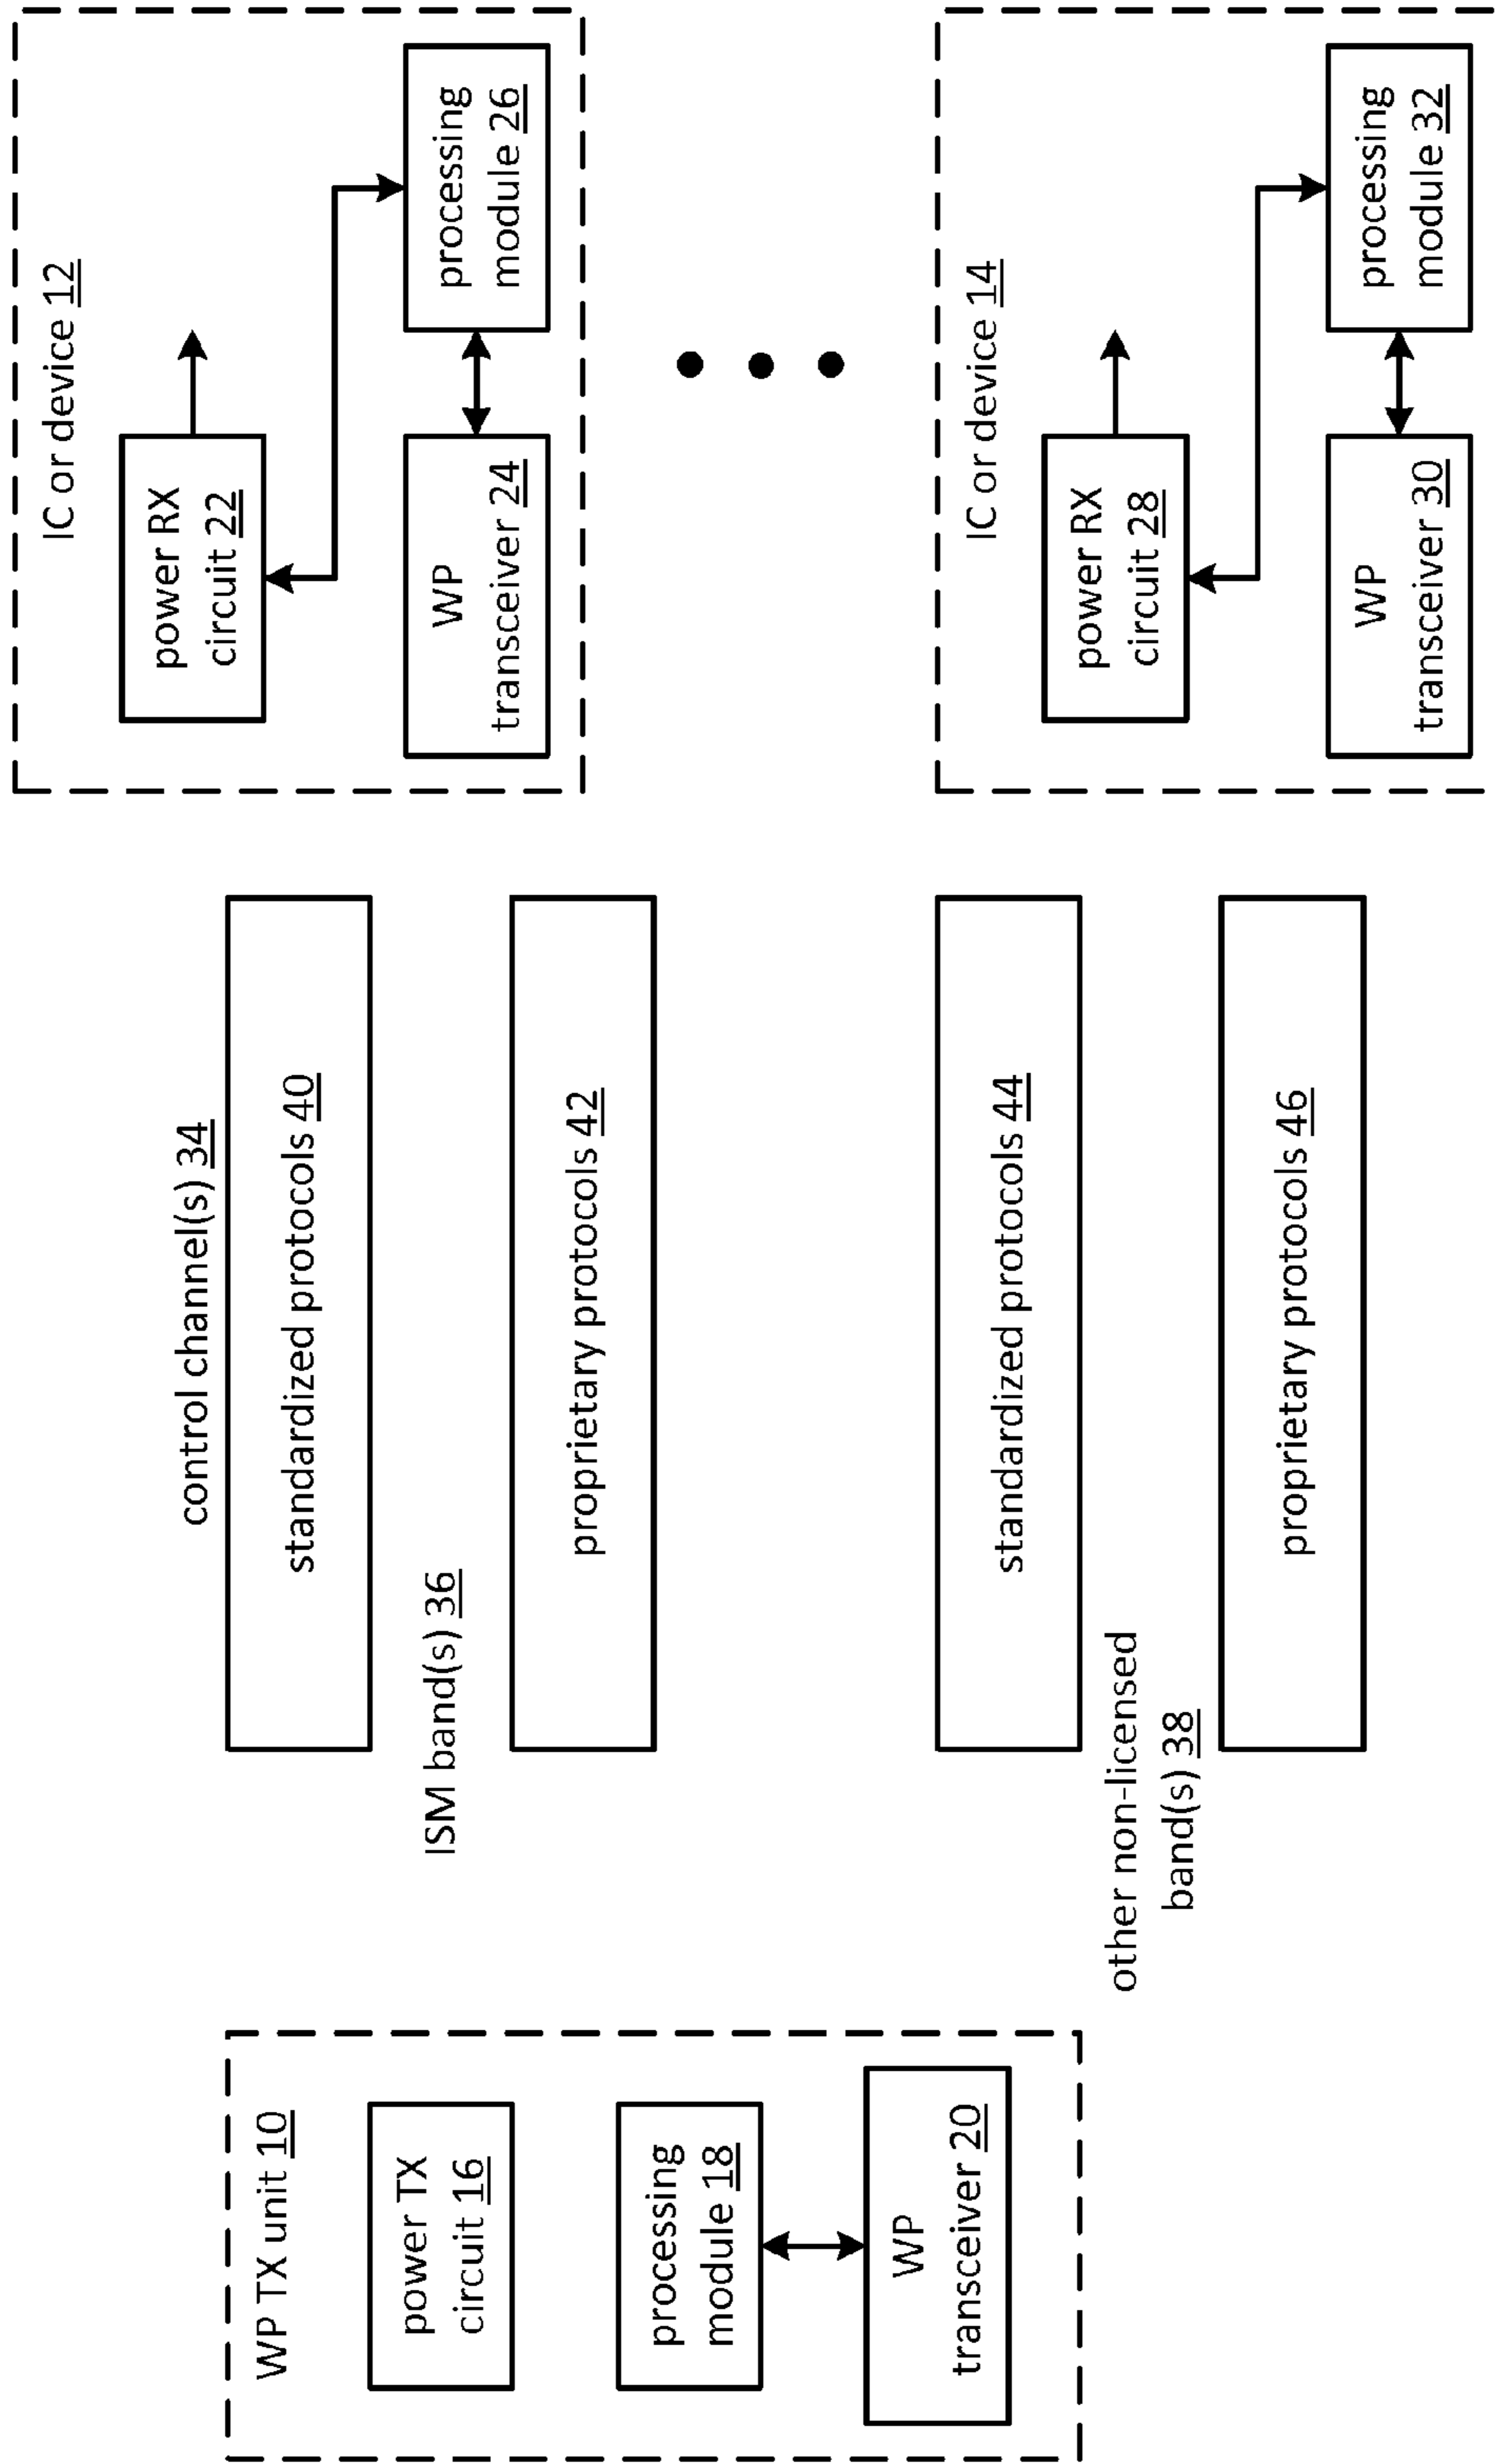 WP TX unit 10
power TX
circuit 16
processing
module 18
WP
transceiver 20
control channel(s) 34
standardized protocols 40
ISM band(s) 36
proprietary protocols 42
standardized protocols 44
other non-licensed
band(s) 38
proprietary protocols 46
IC or device 12
power RX
circuit 22
WP
transceiver 24
processing
module 26
IC or device 14
power RX
circuit 28
WP
transceiver 30
processing
module 32